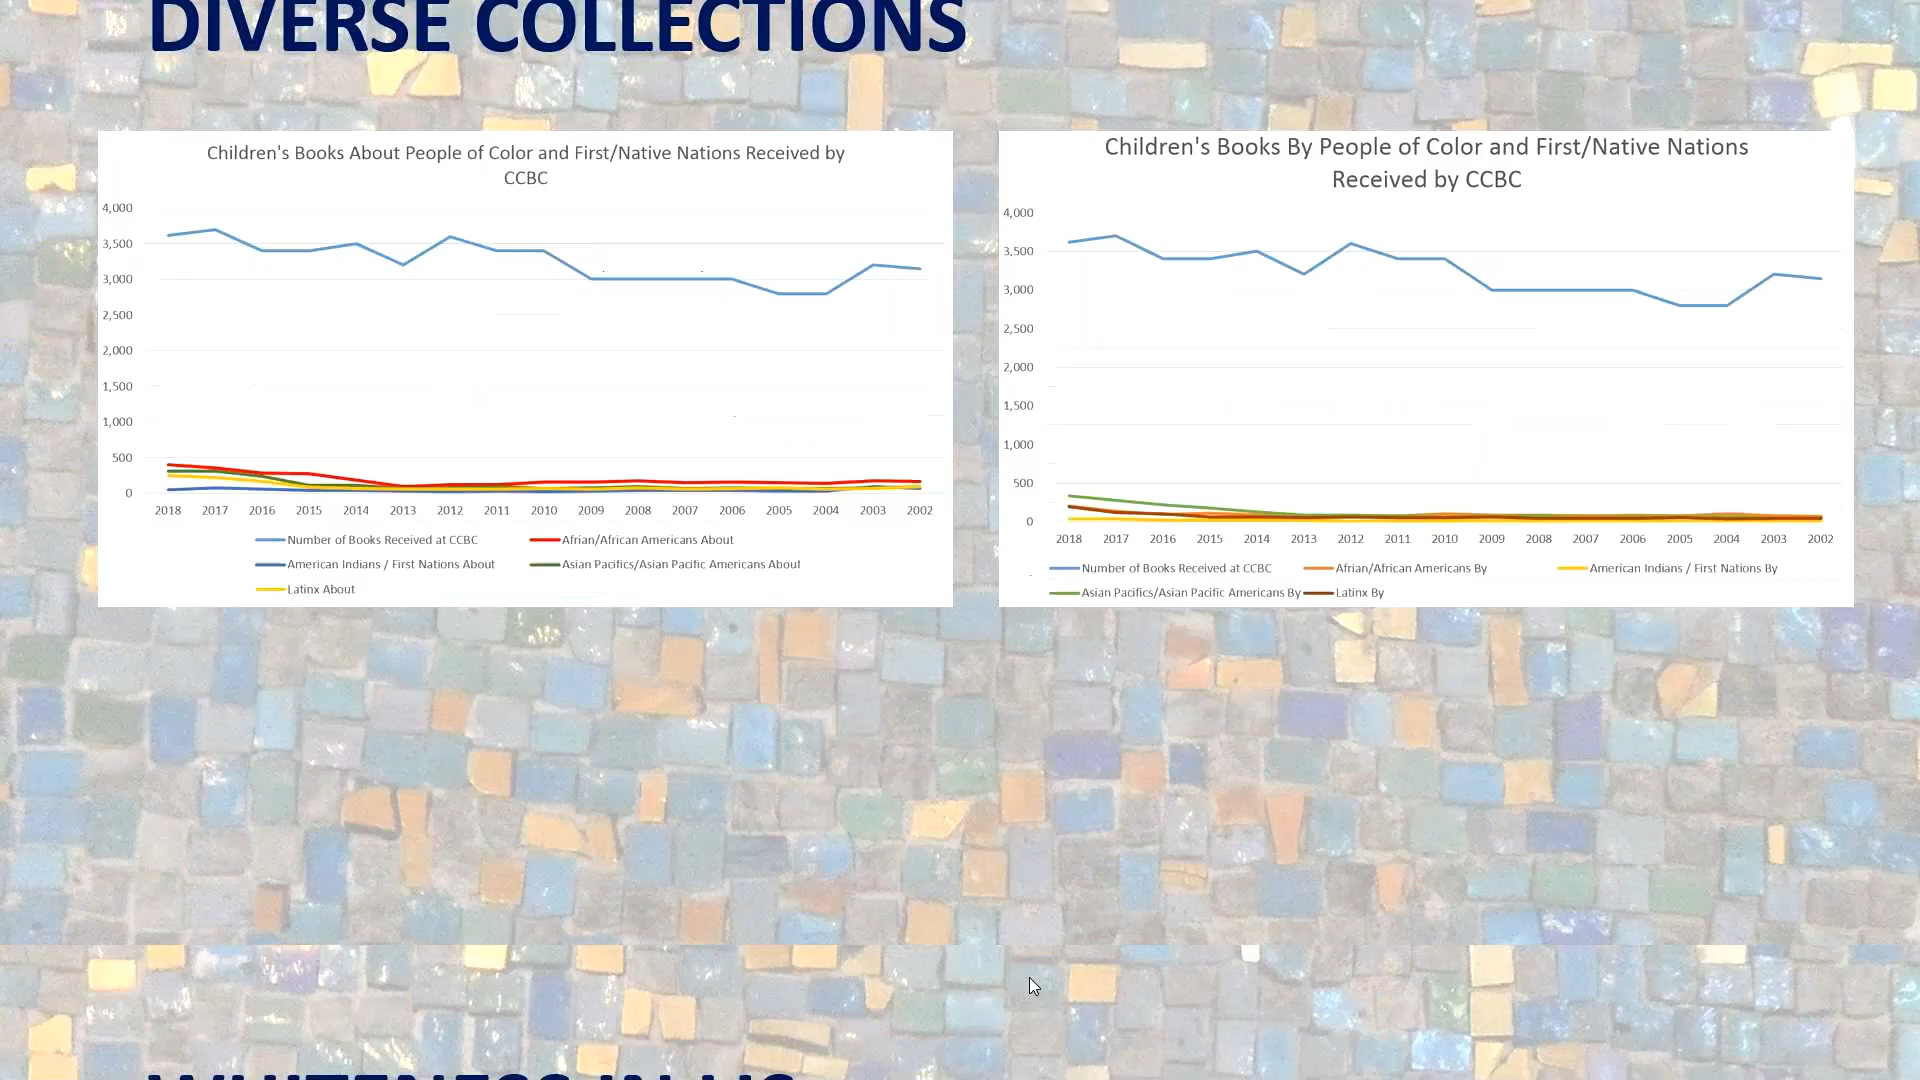 DIVERSE COLLECTIONS
Children's Books About People of Color and First/Native Nations Received by
CCBC
4,000
3,500
3,000
2,500
2,000
1,500
1,000
500
0
2018 2017 2016 2015 2014 2013 2012 2011 2010 2009 2008 2007 2006 2005 2004 2003 2002
Number of Books Received at CCBC Afrian/African Americans About
American Indians / First Nations About Asian Pacifics/Asian Pacific Americans About
Latinx About
Children's Books By People of Color and First/Native Nations
Received by CCBC
4,000
3,500
3,000
2,500
2,000
1,500
1,000
500
0
2018 2017 2016 2015 2014 2013 2012 2011 2010 2009 2008 2007 2006 2005 2004 2003 2002
Number of Books Received at CCBC Afrian/African Americans By American Indians / First Nations By
Asian Pacifics/Asian Pacific Americans By Latinx By
WHITENESS IN US